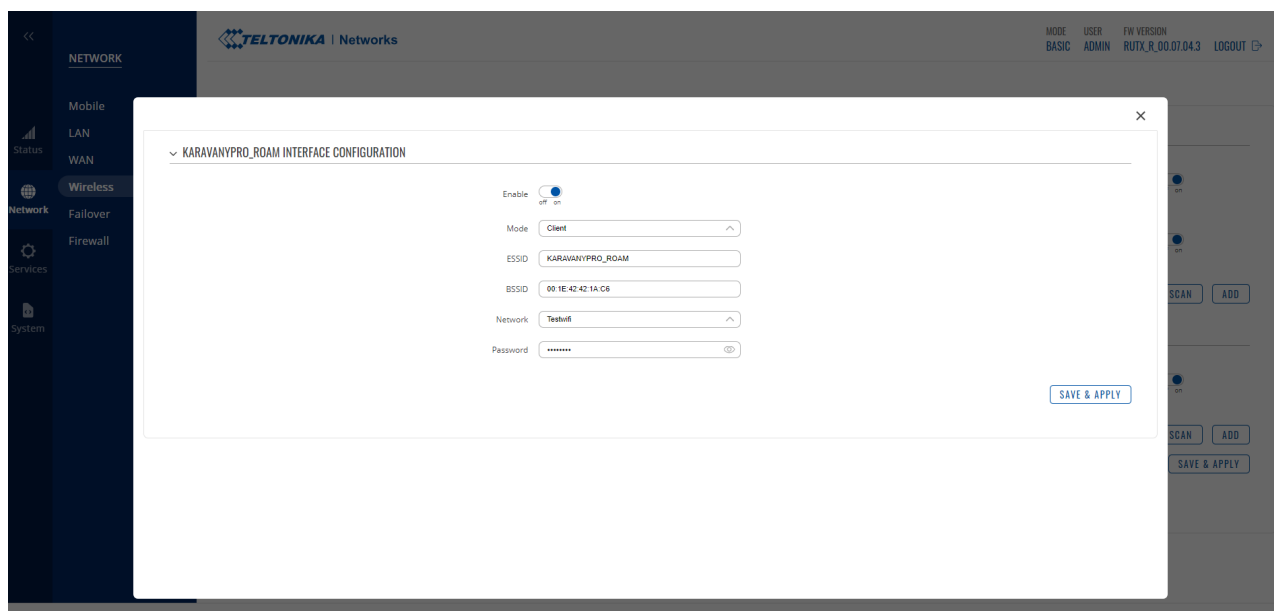 TELTONIKA | Networks
MODE USER FW VERSION
BASIC ADMIN RUTX_R_00.07.04.3 LOGOUT
Status
Network
Services
System
NETWORK
Mobile
LAN
WAN
Wireless
Failover
Firewall
KARAVANYPRO_ROAM INTERFACE CONFIGURATION
Enable
off on
Mode Client
ESSID KARAVANYPRO_ROAM
BSSID 00:1E:42:42:1A:C6
Network Testwifi
Password ••••••••
SAVE & APPLY
on
on
SCAN ADD
on
SCAN ADD
SAVE & APPLY